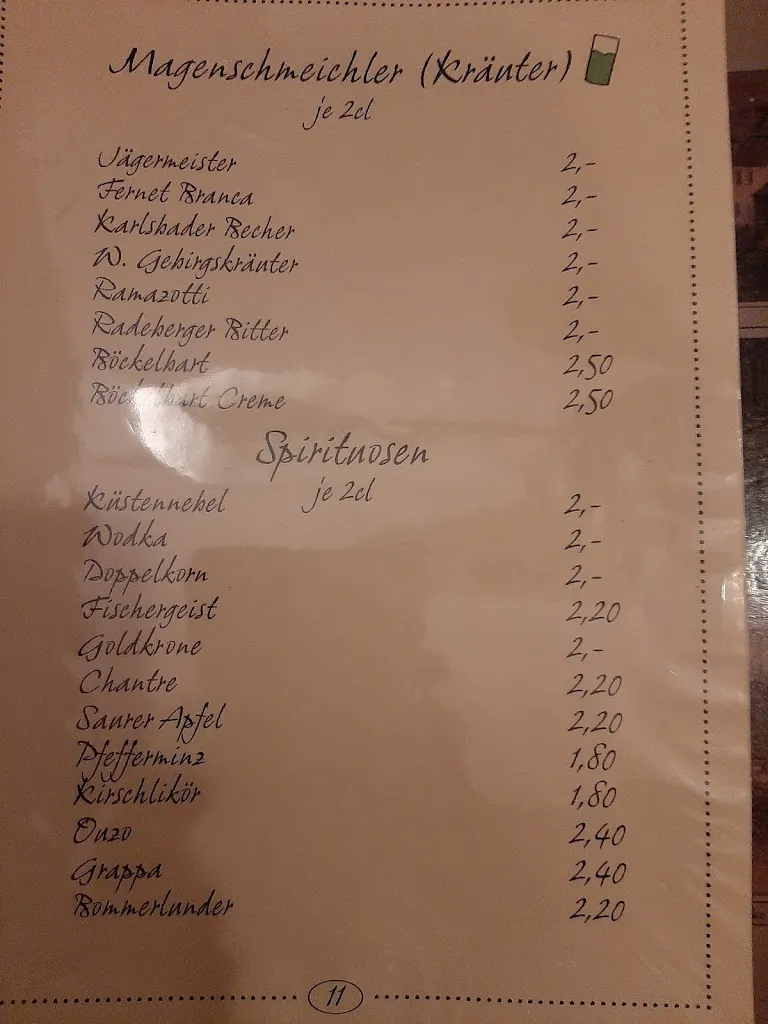 Magenschmeichler (Kräuter)
je 2cl
Jägermeister 2,-
Fernet Branca 2,-
Karlsbader Becher 2,-
W. Gebirgskräuter 2,-
Ramazotti 2,-
Radeberger Bitter 2,-
Böckelbart 2,50
Böckelbart Creme 2,50
Spirituosen
je 2cl
Küstennebel 2,-
Wodka 2,-
Doppelkorn 2,-
Fischergeist 2,20
Goldkrone 2,-
Chantre 2,20
Saurer Apfel 2,20
Pfefferminz 1,80
Kirschlikör 1,80
Ouzo 2,40
Grappa 2,40
Bommerlunder 2,20
11